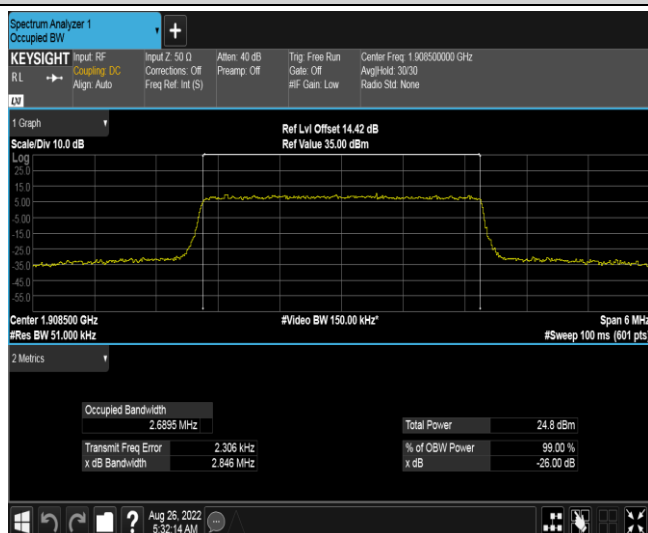 Spectrum Analyzer 1
Occupied BW
+
KEYSIGHT
RL
LXI
Input: RF
Coupling: DC
Align: Auto
Input Z: 50 Ω
Corrections: Off
Freq Ref: Int (S)
Atten: 40 dB
Preamp: Off
Trig: Free Run
Gate: Off
#IF Gain: Low
Center Freq: 1.908500000 GHz
Avg|Hold: 30/30
Radio Std: None
1 Graph
Scale/Div 10.0 dB
Ref Lvl Offset 14.42 dB
Ref Value 35.00 dBm
Log
25.0
15.0
5.00
-5.00
-15.0
-25.0
-35.0
-45.0
-55.0
Center 1.908500 GHz
#Res BW 51.000 kHz
#Video BW 150.00 kHz*
Span 6 MHz
#Sweep 100 ms (601 pts)
2 Metrics
Occupied Bandwidth
2.6895 MHz
Transmit Freq Error 2.306 kHz
x dB Bandwidth 2.846 MHz
Total Power 24.8 dBm
% of OBW Power 99.00 %
x dB -26.00 dB
?
Aug 26, 2022
5:32:14 AM